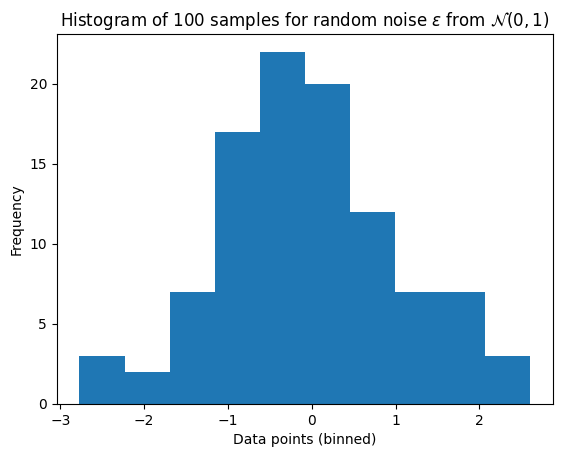 Histogram of 100 samples for random noise ε from 𝒩(0, 1)
20
15
10
5
0
Frequency
−3 −2 −1 0 1 2
Data points (binned)